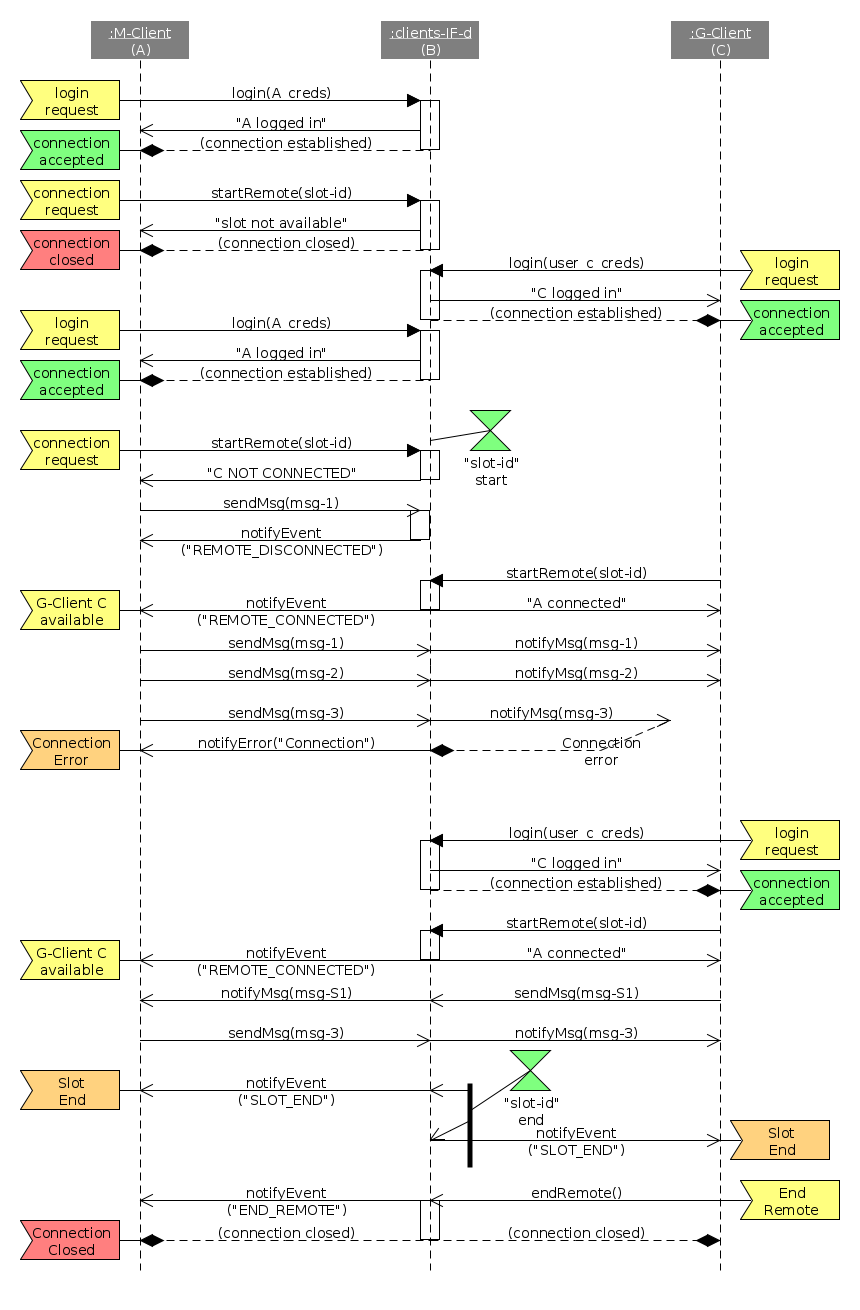 :M-Client
(A)
:clients-IF-d
(B)
:G-Client
(C)
login
request
login(A_creds)
"A logged in"
connection
accepted
(connection established)
connection
request
startRemote(slot-id)
"slot not available"
connection
closed
(connection closed)
login(user_c_creds)
login
request
"C logged in"
(connection established)
connection
accepted
login
request
login(A_creds)
"A logged in"
connection
accepted
(connection established)
connection
request
startRemote(slot-id)
"slot-id"
start
"C NOT CONNECTED"
sendMsg(msg-1)
notifyEvent
("REMOTE_DISCONNECTED")
startRemote(slot-id)
G-Client C
available
notifyEvent
("REMOTE_CONNECTED")
"A connected"
sendMsg(msg-1)
notifyMsg(msg-1)
sendMsg(msg-2)
notifyMsg(msg-2)
sendMsg(msg-3)
notifyMsg(msg-3)
Connection
Error
notifyError("Connection")
Connection
error
login(user_c_creds)
login
request
"C logged in"
(connection established)
connection
accepted
startRemote(slot-id)
G-Client C
available
notifyEvent
("REMOTE_CONNECTED")
"A connected"
notifyMsg(msg-S1)
sendMsg(msg-S1)
sendMsg(msg-3)
notifyMsg(msg-3)
Slot
End
notifyEvent
("SLOT_END")
"slot-id"
end
notifyEvent
("SLOT_END")
Slot
End
notifyEvent
("END_REMOTE")
endRemote()
End
Remote
Connection
Closed
(connection closed)
(connection closed)